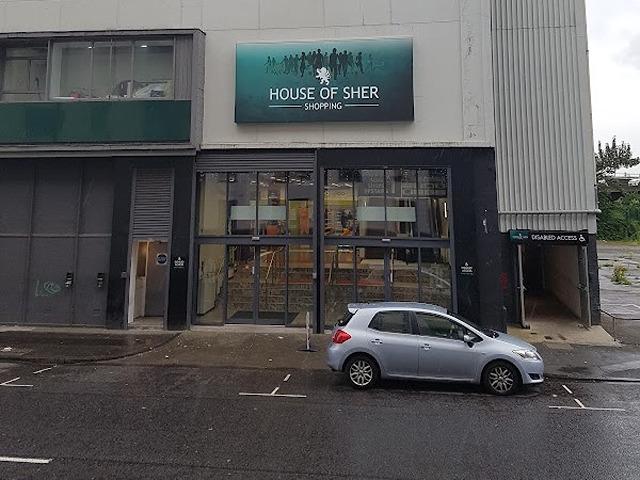 HOUSE OF SHER
SHOPPING
DISABLED ACCESS